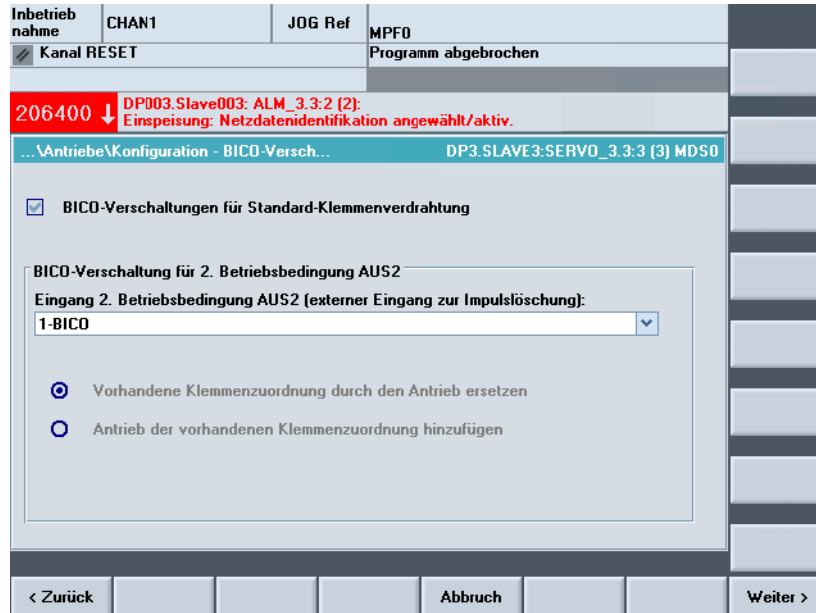 Inbetrieb
nahme
CHAN1
JOG Ref
MPF0
Kanal RESET
Programm abgebrochen
206400
DP003.Slave003: ALM_3.3:2 (2):
Einspeisung: Netzdatenidentifikation angewählt/aktiv.
...\Antriebe\Konfiguration - BICO-Versch...
DP3.SLAVE3:SERVO_3.3:3 (3) MDS0
BICO-Verschaltungen für Standard-Klemmenverdrahtung
BICO-Verschaltung für 2. Betriebsbedingung AUS2
Eingang 2. Betriebsbedingung AUS2 (externer Eingang zur Impulslöschung):
1-BICO
Vorhandene Klemmenzuordnung durch den Antrieb ersetzen
Antrieb der vorhandenen Klemmenzuordnung hinzufügen
< Zurück
Abbruch
Weiter >